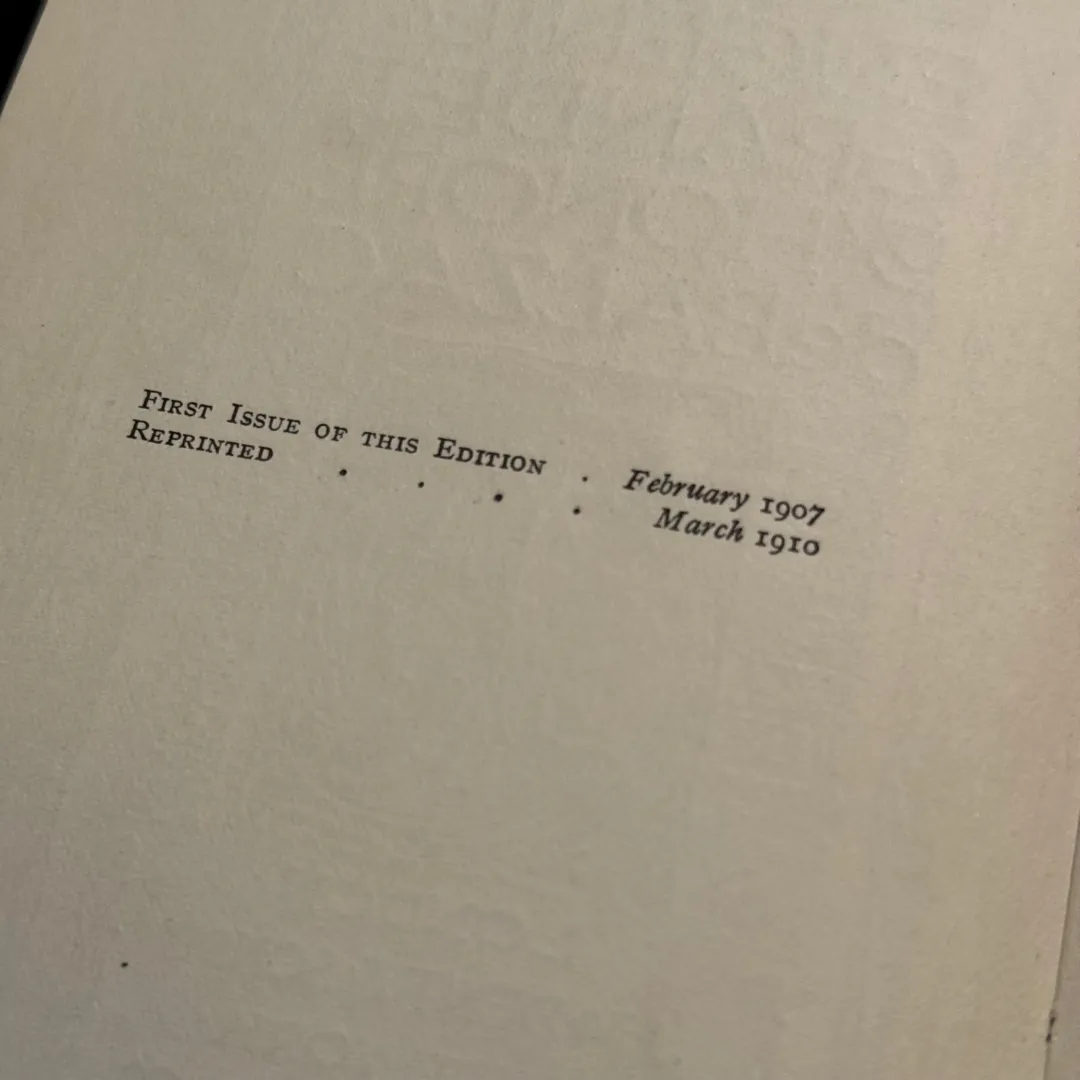 FIRST ISSUE OF THIS EDITION . February 1907
REPRINTED . . . . March 1910